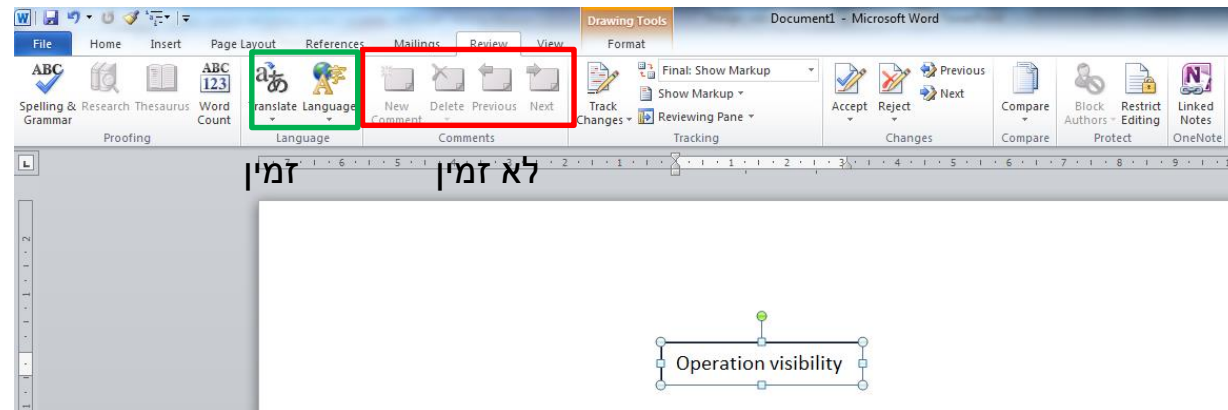 Drawing Tools Document1 - Microsoft Word
File Home Insert Page Layout References Mailings Review View Format
ABC Spelling & Grammar
Research
Thesaurus
ABC 123 Word Count
Proofing
Translate
Language
Language
New Comment
Delete
Previous
Next
Comments
Track Changes
Final: Show Markup
Show Markup
Reviewing Pane
Tracking
Accept
Reject
Previous
Next
Changes
Compare
Compare
Block Authors
Restrict Editing
Protect
Linked Notes
OneNote
זמין
לא זמין
Operation visibility